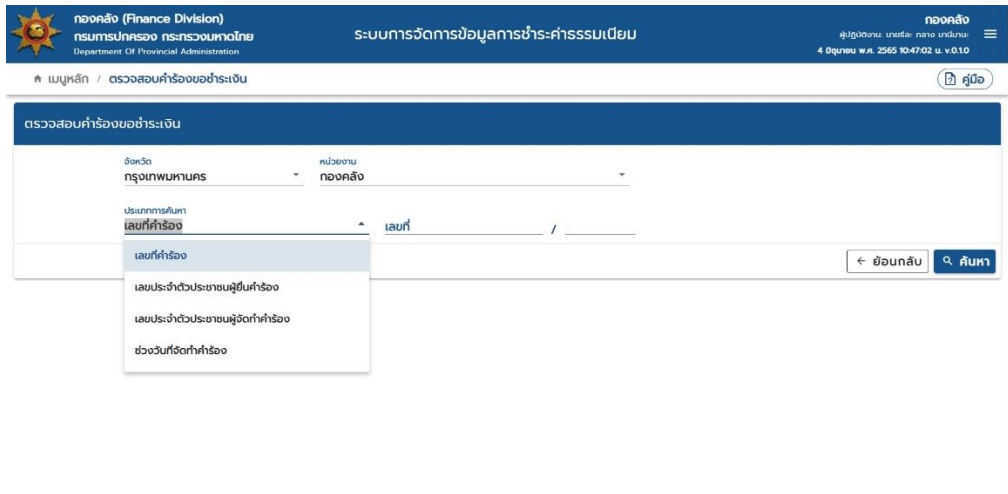 กองคลัง (Finance Division)
กรมการปกครอง กระทรวงมหาดไทย
Department Of Provincial Administration
ระบบการจัดการข้อมูลการชำระค่าธรรมเนียม
กองคลัง
ผู้ปฏิบัติงาน:
4 มิถุนายน พ.ศ. 2565 10:47:02 น. v.0.1.0
เมนูหลัก / ตรวจสอบคำร้องขอชำระเงิน
คู่มือ
ตรวจสอบคำร้องขอชำระเงิน
จังหวัด
กรุงเทพมหานคร
หน่วยงาน
กองคลัง
ประเภทการค้นหา
เลขที่คำร้อง
เลขที่ /
เลขที่คำร้อง
เลขประจำตัวประชาชนผู้ยื่นคำร้อง
เลขประจำตัวประชาชนผู้จัดทำคำร้อง
ช่วงวันที่จัดทำคำร้อง
ย้อนกลับ
ค้นหา